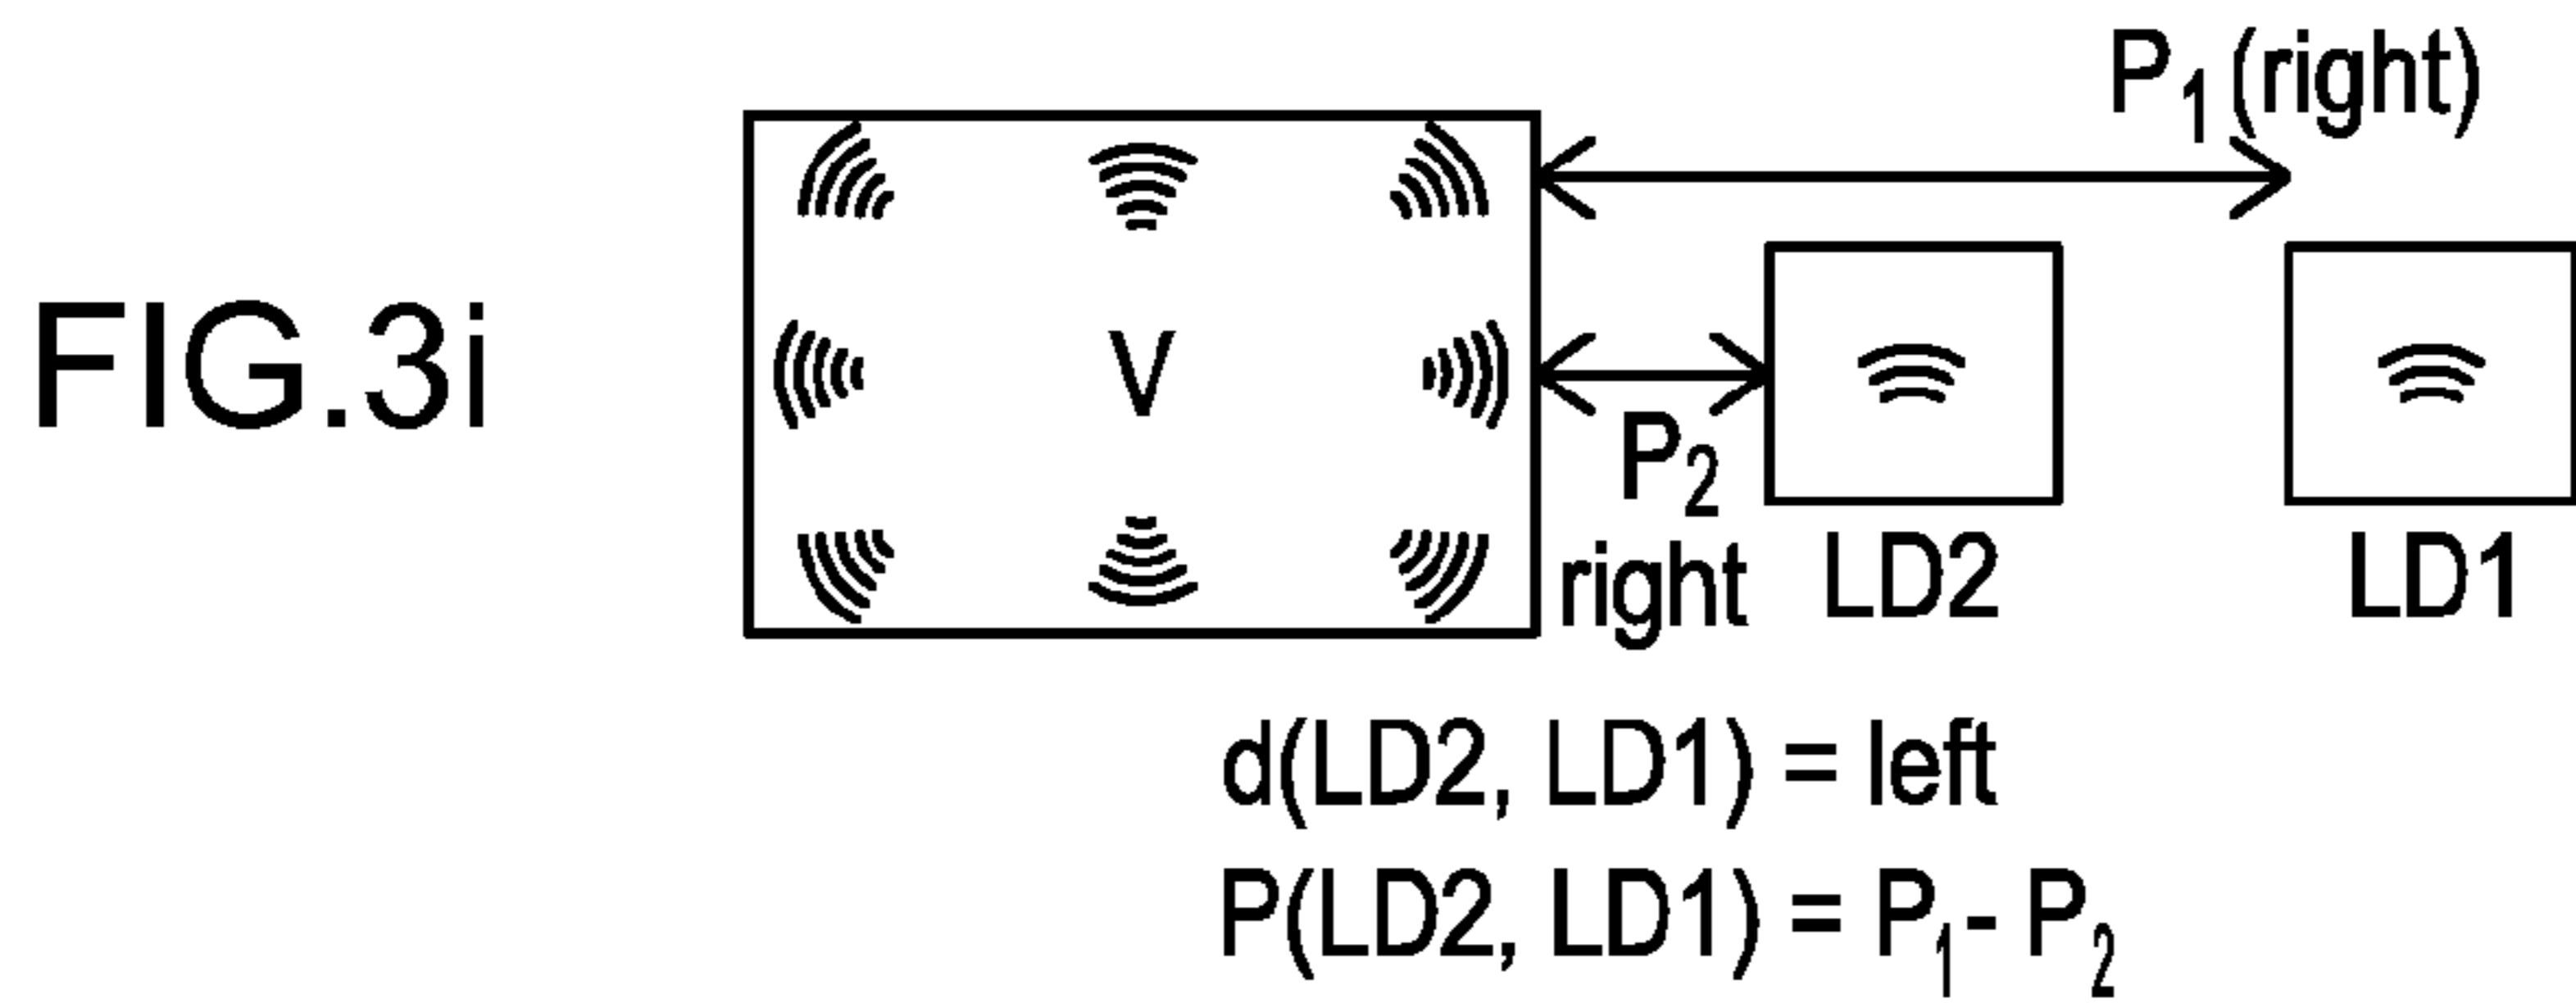 P₁(right)
FIG.3i
V
P₂
right
LD2
LD1
d(LD2, LD1) = left
P(LD2, LD1) = P₁- P₂